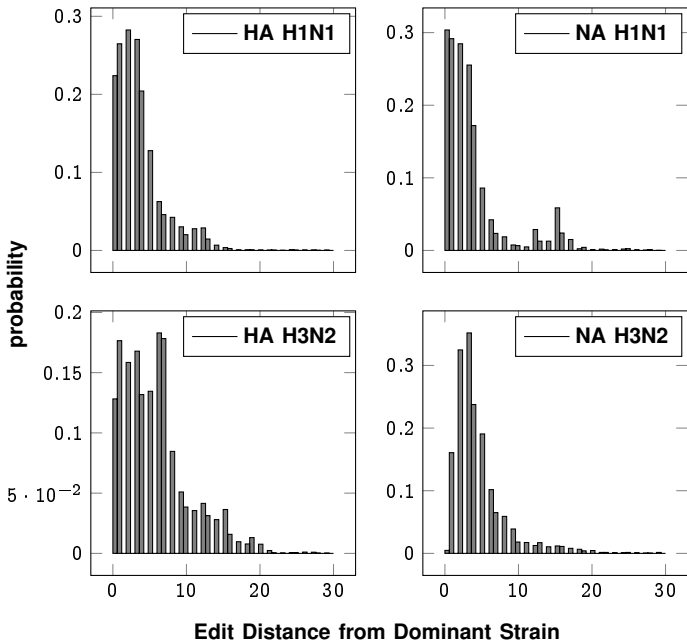 HA H1N1
NA H1N1
0.3
0.2
0.1
0
0.3
0.2
0.1
0
probability
HA H3N2
NA H3N2
0.2
0.15
0.1
5 · 10−2
0
0.3
0.2
0.1
0
0 10 20 30
0 10 20 30
Edit Distance from Dominant Strain